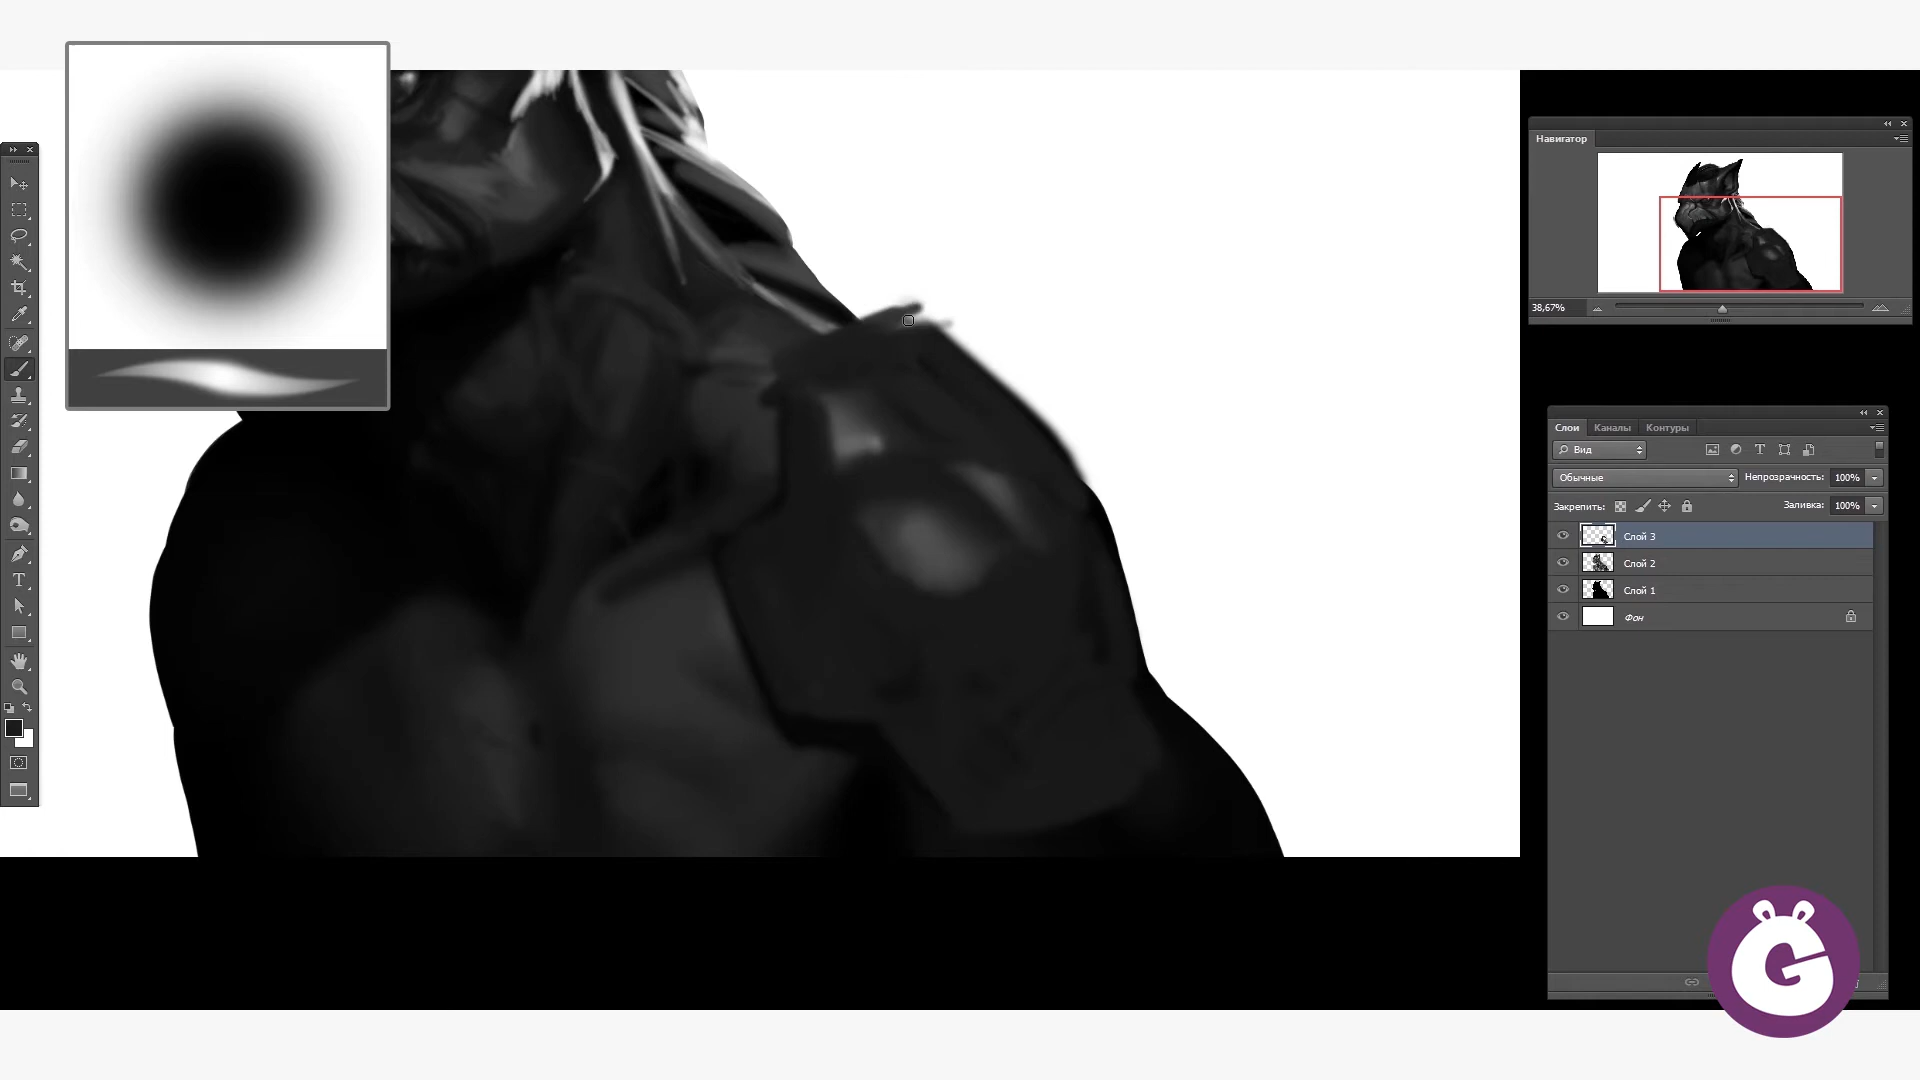 Навигатор
38,67%
Слои Каналы Контуры
Вид
Обычные Непрозрачность: 100%
Закрепить: Заливка: 100%
Слой 3
Слой 2
Слой 1
Фон
G